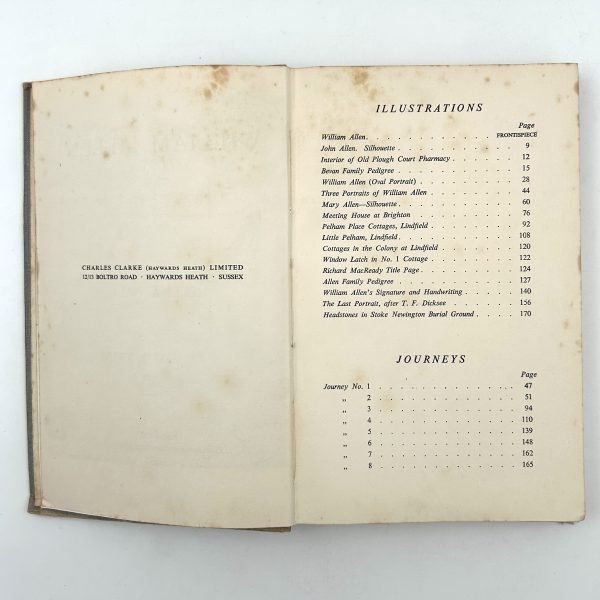 CHARLES CLARKE (HAYWARDS HEATH) LIMITED
12/13 BOLTRO ROAD · HAYWARDS HEATH · SUSSEX
ILLUSTRATIONS
Page
William Allen . . . . . . . . . . FRONTISPIECE
John Allen. Silhouette . . . . . . . . . . 9
Interior of Old Plough Court Pharmacy . . . . . . 12
Bevan Family Pedigree . . . . . . . . . . 15
William Allen (Oval Portrait) . . . . . . . . 28
Three Portraits of William Allen . . . . . . . . 44
Mary Allen—Silhouette . . . . . . . . . . 60
Meeting House at Brighton . . . . . . . . . 76
Pelham Place Cottages, Lindfield . . . . . . . . 92
Little Pelham, Lindfield . . . . . . . . . 108
Cottages in the Colony at Lindfield . . . . . . . 120
Window Latch in No. 1 Cottage . . . . . . . . 122
Richard MacReady Title Page . . . . . . . . . 124
Allen Family Pedigree . . . . . . . . . . 127
William Allen's Signature and Handwriting . . . . . 140
The Last Portrait, after T. F. Dicksee . . . . . . 156
Headstones in Stoke Newington Burial Ground . . . . 170
JOURNEYS
Page
Journey No. 1 . . . . . . . . . . 47
,, 2 . . . . . . . . . . 51
,, 3 . . . . . . . . . . 94
,, 4 . . . . . . . . . . 110
,, 5 . . . . . . . . . . 139
,, 6 . . . . . . . . . . 148
,, 7 . . . . . . . . . . 162
,, 8 . . . . . . . . . . 165